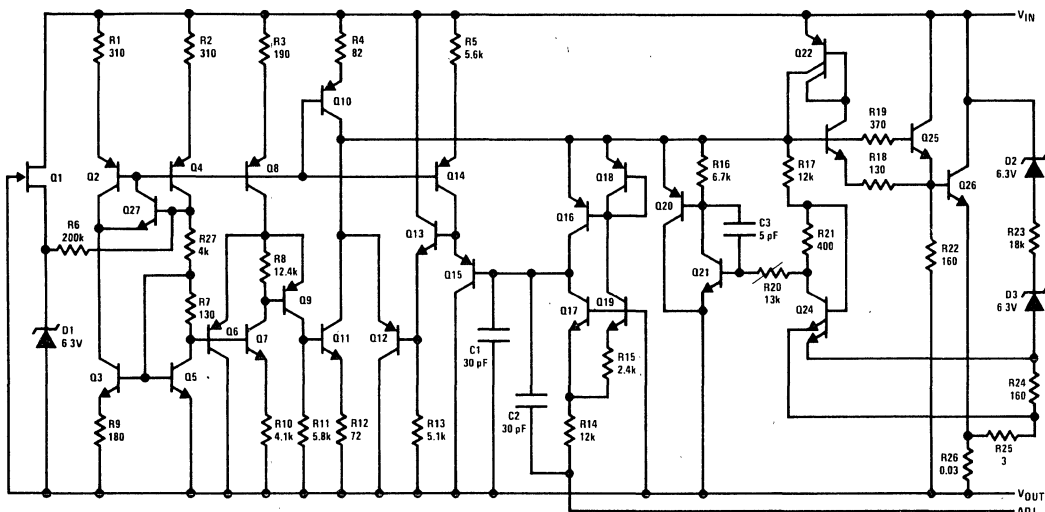 VIN
R1
310
R2
310
R3
190
R4
82
R5
5.6k
Q22
Q10
R19
370
Q25
R18
130
Q26
D2
6.3V
Q1
Q2
Q4
Q8
Q14
Q18
R16
6.7k
R17
12k
Q27
Q16
Q20
C3
5 pF
R6
200k
R27
4k
Q13
R21
400
R22
160
R23
18k
R8
12.4k
Q9
Q15
Q21
R20
13k
Q24
D3
6.3V
D1
6 3V
R7
130
Q6
Q7
Q11
Q12
Q17
Q19
Q3
Q5
C1
30 pF
R15
2.4k
R24
160
C2
30 pF
R9
180
R10
4.1k
R11
5.8k
R12
72
R13
5.1k
R14
12k
R26
0.03
R25
3
VOUT